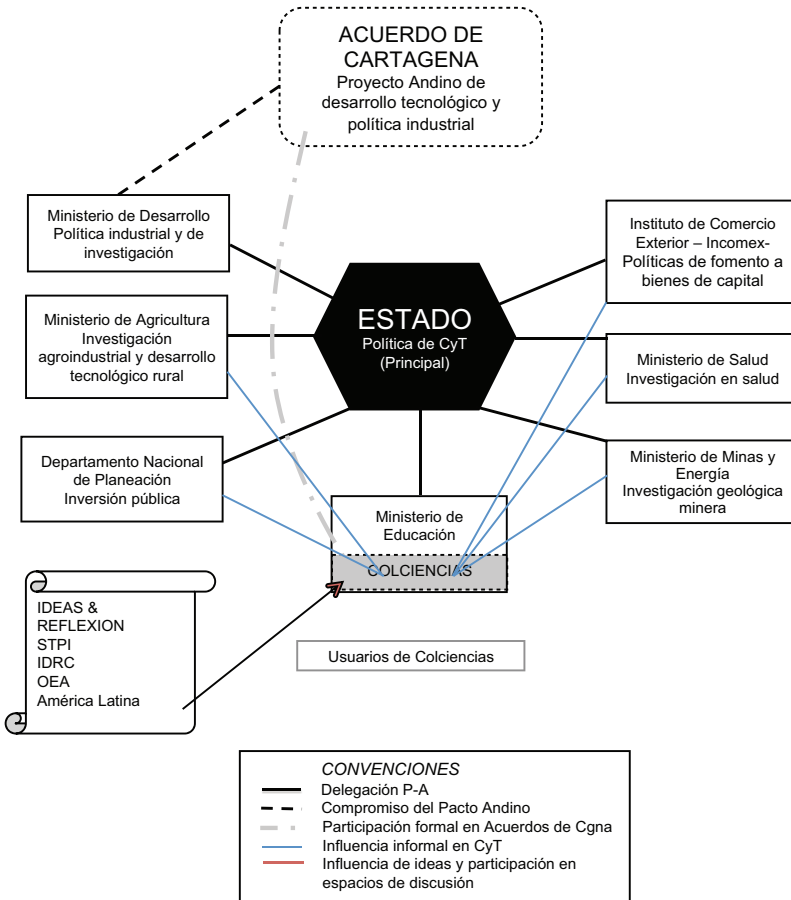 ACUERDO DE
CARTAGENA
Proyecto Andino de
desarrollo tecnológico y
política industrial
Ministerio de Desarrollo
Política industrial y de
investigación
Instituto de Comercio
Exterior – Incomex-
Políticas de fomento a
bienes de capital
ESTADO
Política de CyT
(Principal)
Ministerio de Agricultura
Investigación
agroindustrial y desarrollo
tecnológico rural
Ministerio de Salud
Investigación en salud
Departamento Nacional
de Planeación
Inversión pública
Ministerio de Minas y
Energía
Investigación geológica
minera
Ministerio de
Educación
COLCIENCIAS
IDEAS &
REFLEXION
STPI
IDRC
OEA
América Latina
Usuarios de Colciencias
CONVENCIONES
Delegación P-A
Compromiso del Pacto Andino
Participación formal en Acuerdos de Cgna
Influencia informal en CyT
Influencia de ideas y participación en
espacios de discusión